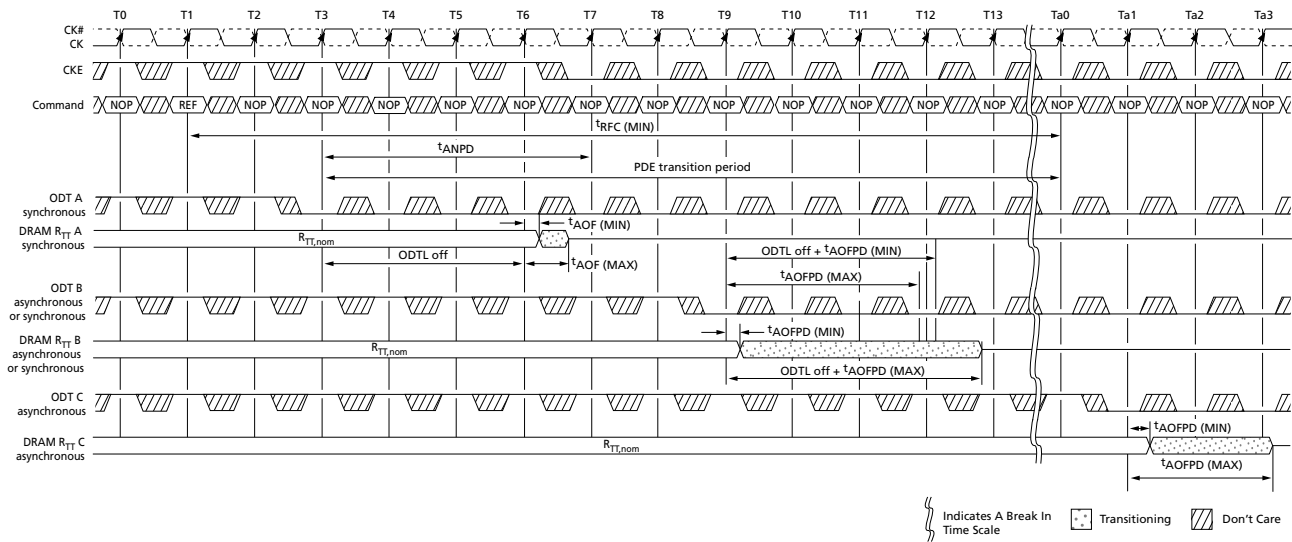 T0 T1 T2 T3 T4 T5 T6 T7 T8 T9 T10 T11 T12 T13 Ta0 Ta1 Ta2 Ta3
CK#
CK
CKE
Command NOP REF NOP NOP NOP NOP NOP NOP NOP NOP NOP NOP NOP NOP NOP NOP NOP NOP
tRFC (MIN)
tANPD
PDE transition period
ODT A
synchronous
tAOF (MIN)
DRAM RTT A
synchronous
RTT,nom
ODTL off
tAOF (MAX)
ODTL off + tAOFPD (MIN)
tAOFPD (MAX)
ODT B
asynchronous
or synchronous
tAOFPD (MIN)
DRAM RTT B
asynchronous
or synchronous
RTT,nom
ODTL off + tAOFPD (MAX)
ODT C
asynchronous
tAOFPD (MIN)
DRAM RTT C
asynchronous
RTT,nom
tAOFPD (MAX)
Indicates A Break In
Time Scale
Transitioning
Don't Care